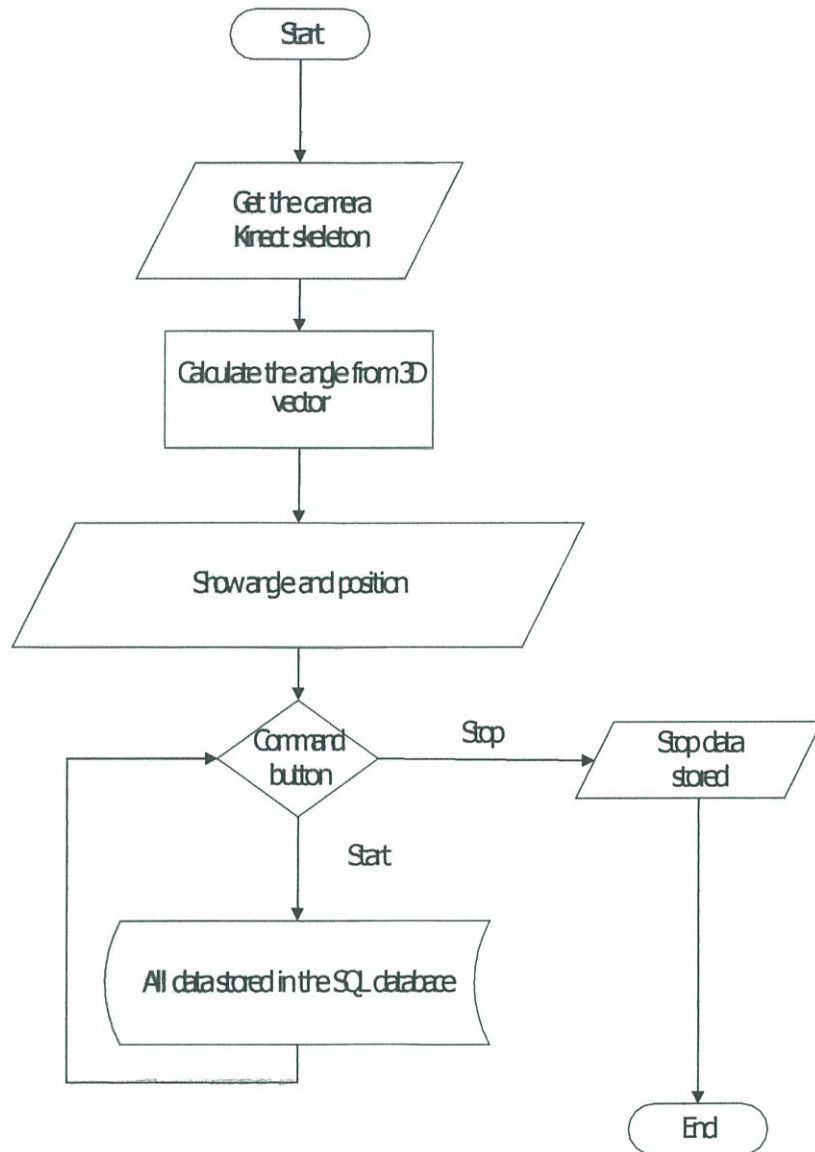 Start
Get the camera
Kinect skeleton
Calculate the angle from 3D
vector
Show angle and position
Command
button
Stop
Stop data
stored
Start
All data stored in the SQL databace
End